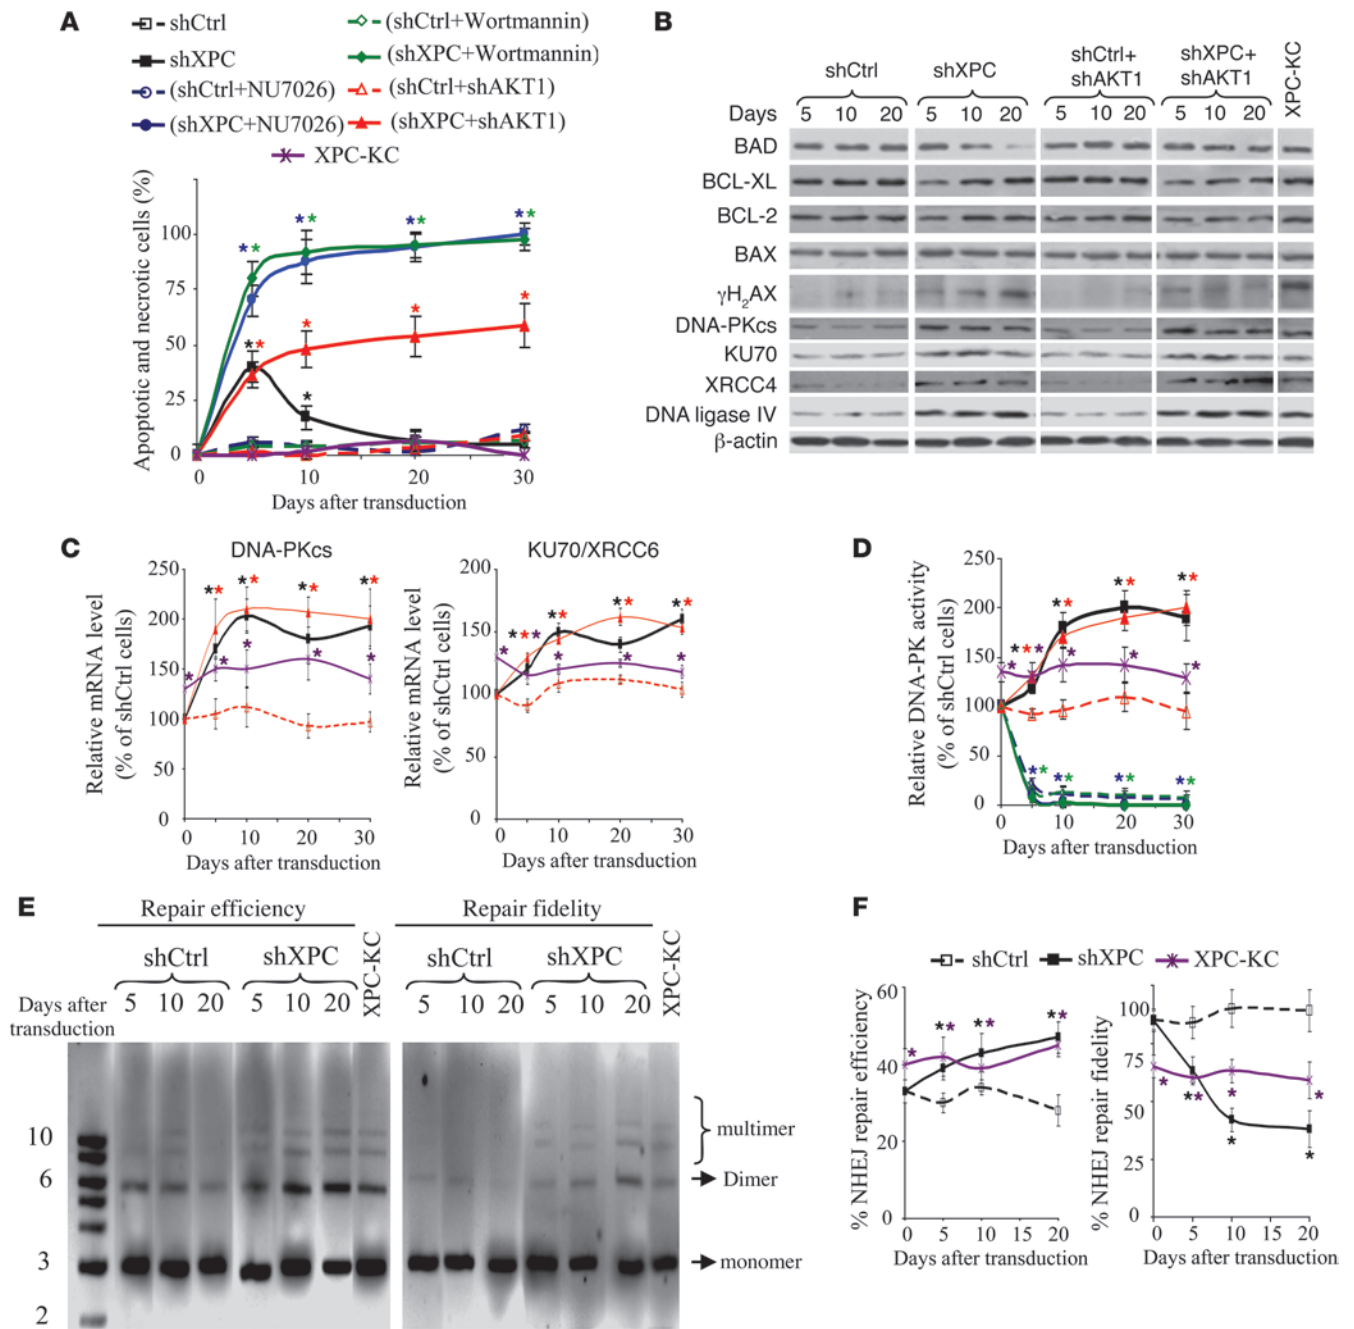 A
shCtrl
(shCtrl+Wortmannin)
shXPC
(shXPC+Wortmannin)
(shCtrl+NU7026)
(shCtrl+shAKT1)
(shXPC+NU7026)
(shXPC+shAKT1)
XPC-KC
Apoptotic and necrotic cells (%)
100
75
50
25
0
* *
* *
* *
* *
* *
*
*
*
*
0 10 20 30
Days after transduction
B
shCtrl
shXPC
shCtrl+
shAKT1
shXPC+
shAKT1
XPC-KC
Days 5 10 20 5 10 20 5 10 20 5 10 20
BAD
BCL-XL
BCL-2
BAX
γH2AX
DNA-PKcs
KU70
XRCC4
DNA ligase IV
β-actin
C
DNA-PKcs
Relative mRNA level
(% of shCtrl cells)
250
200
150
100
50
0
0 10 20 30
Days after transduction
KU70/XRCC6
Relative mRNA level
(% of shCtrl cells)
200
150
100
50
0
0 10 20 30
Days after transduction
D
Relative DNA-PK activity
(% of shCtrl cells)
250
200
150
100
50
0
0 10 20 30
Days after transduction
E
Repair efficiency
Repair fidelity
shCtrl
shXPC
XPC-KC
shCtrl
shXPC
XPC-KC
Days after
transduction
5 10 20 5 10 20
5 10 20 5 10 20
10
6
3
2
multimer
Dimer
monomer
F
shCtrl
shXPC
XPC-KC
% NHEJ repair efficiency
60
40
20
0
0 5 10 15 20
Days after transduction
% NHEJ repair fidelity
100
75
50
25
0
0 5 10 15 20
Days after transduction